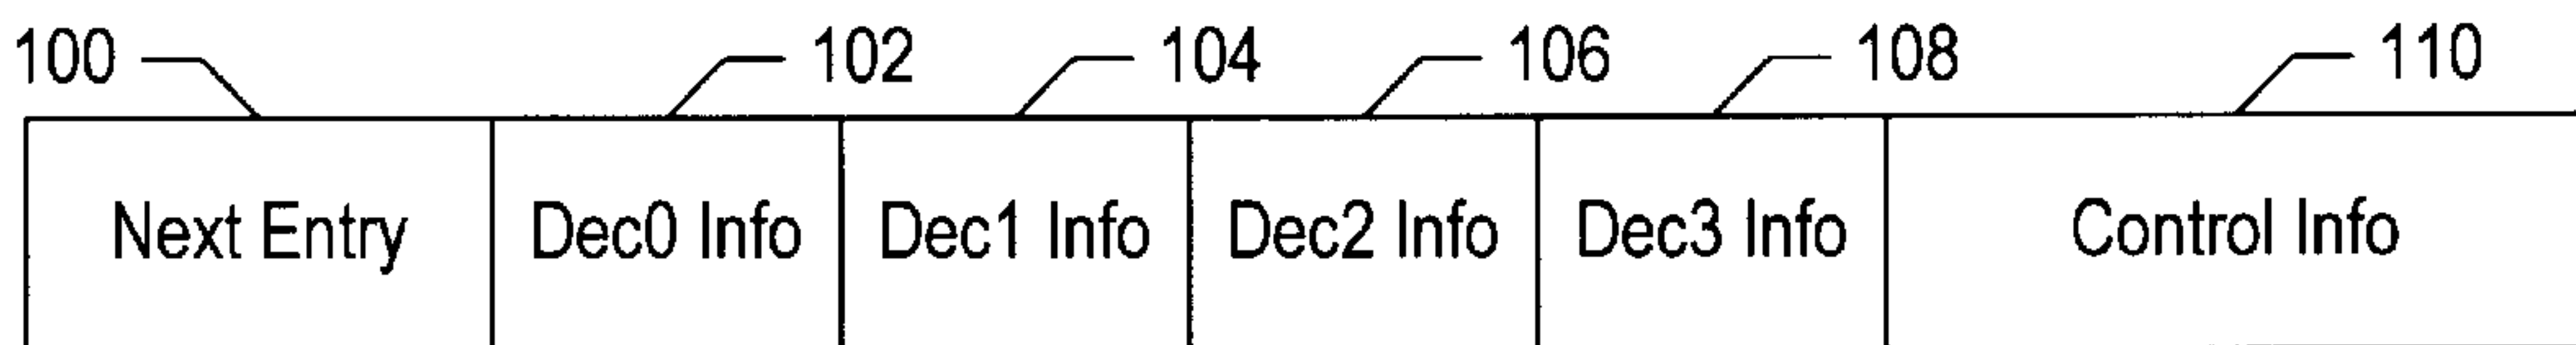 100 102 104 106 108 110
Next Entry Dec0 Info Dec1 Info Dec2 Info Dec3 Info Control Info